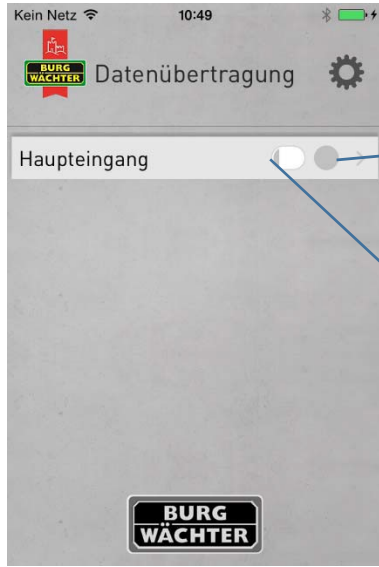 Kein Netz 10:49
BURG
WÄCHTER
Datenübertragung
Haupteingang
BURG
WÄCHTER